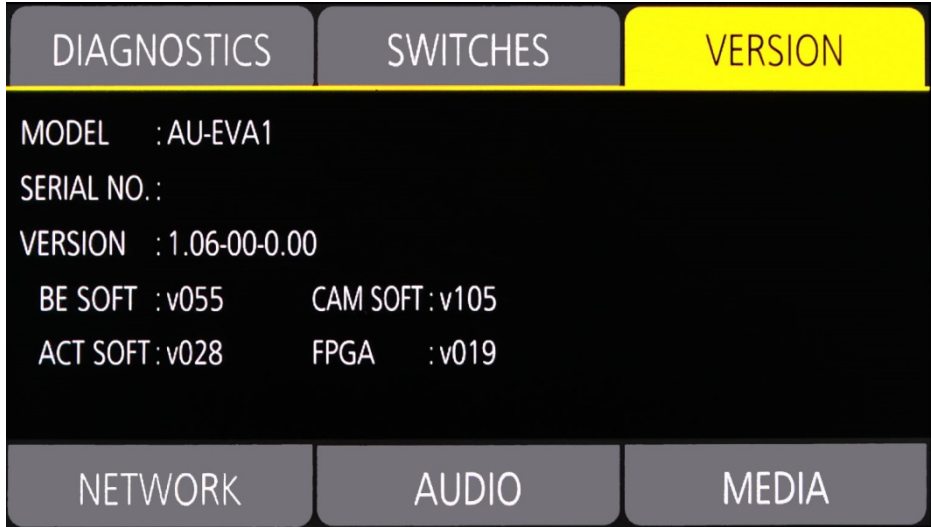 DIAGNOSTICS SWITCHES VERSION
MODEL : AU-EVA1
SERIAL NO. :
VERSION : 1.06-00-0.00
BE SOFT : v055 CAM SOFT : v105
ACT SOFT : v028 FPGA : v019
NETWORK AUDIO MEDIA